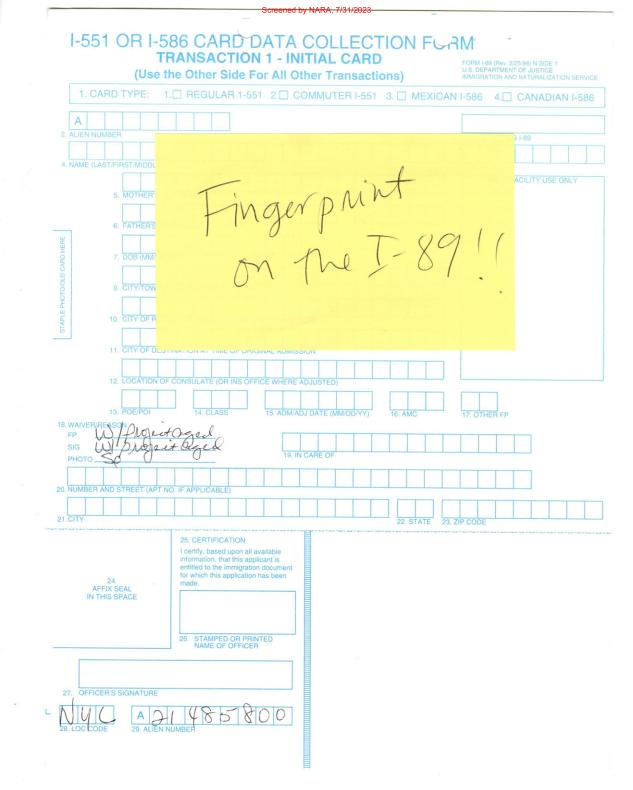 Screened by NARA, 7/31/2023
I-551 OR I-586 CARD DATA COLLECTION FORM
TRANSACTION 1 - INITIAL CARD
(Use the Other Side For All Other Transactions)
FORM I-89 (Rev. 3/25/96) N SIDE 1
U.S. DEPARTMENT OF JUSTICE
IMMIGRATION AND NATURALIZATION SERVICE
1. CARD TYPE: 1. REGULAR 1-551 2. COMMUTER I-551 3. MEXICAN I-586 4. CANADIAN I-586
A
2. ALIEN NUMBER
I-89
4. NAME (LAST/FIRST/MIDDL
ACILITY USE ONLY
5. MOTHER'
6. FATHER'S
7. DOB (MM
9. CITY/TOW
10. CITY OF R
Fingerprint
on the I-89!!
STAPLE PHOTO/OLD CARD HERE
11. CITY OF DESTINATION AT TIME OF ORIGINAL ADMISSION
12. LOCATION OF CONSULATE (OR INS OFFICE WHERE ADJUSTED)
13. POE/POI 14. CLASS 15. ADM/ADJ DATE (MM/DD/YY) 16. AMC 17. OTHER FP
18. WAIVER/REASON
FP W/project aged
SIG W/project aged
PHOTO
19. IN CARE OF
20. NUMBER AND STREET (APT NO. IF APPLICABLE)
21. CITY 22. STATE 23. ZIP CODE
24.
AFFIX SEAL
IN THIS SPACE
25. CERTIFICATION
I certify, based upon all available
information, that this applicant is
entitled to the immigration document
for which this application has been
made.
26. STAMPED OR PRINTED
NAME OF OFFICER
27. OFFICER'S SIGNATURE
L NYC A 21 485 800
28. LOC CODE 29. ALIEN NUMBER